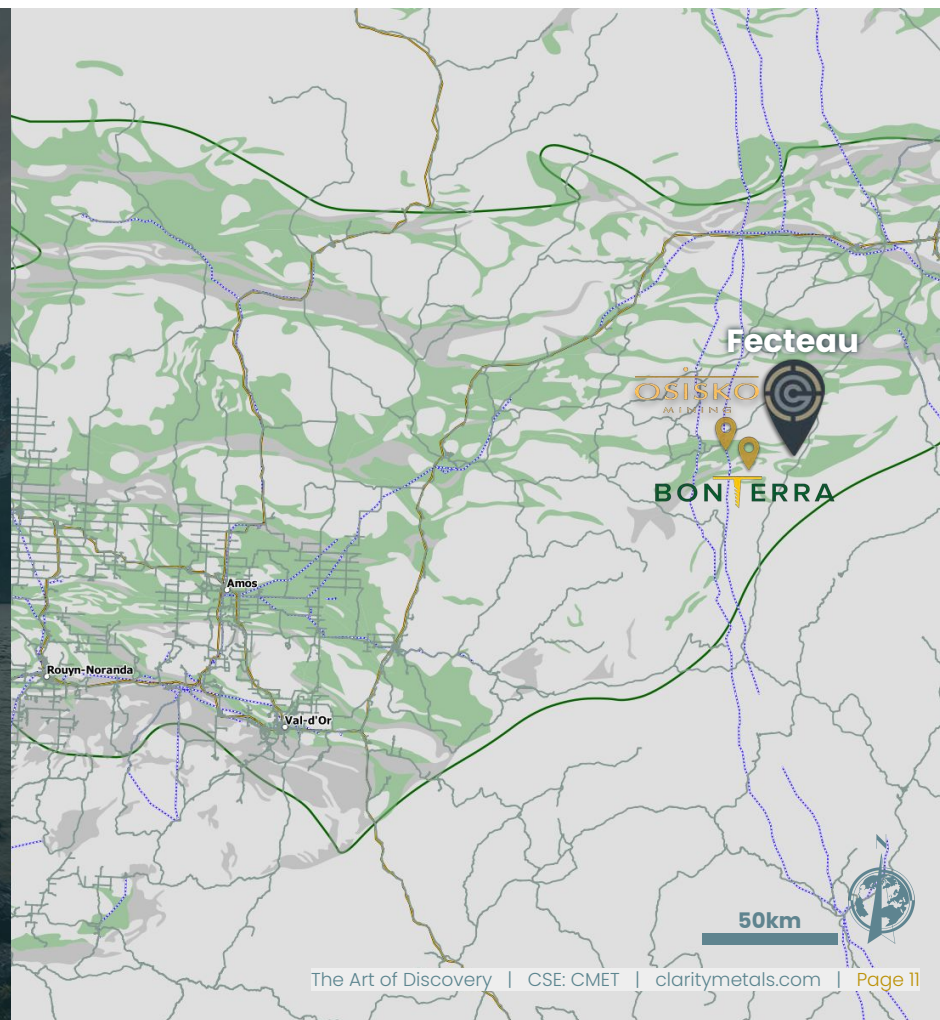 Fecteau
OSISKO
MINING
BONTERRA
Amos
Rouyn-Noranda
Val-d'Or
N
50km
The Art of Discovery | CSE: CMET | claritymetals.com | Page 11